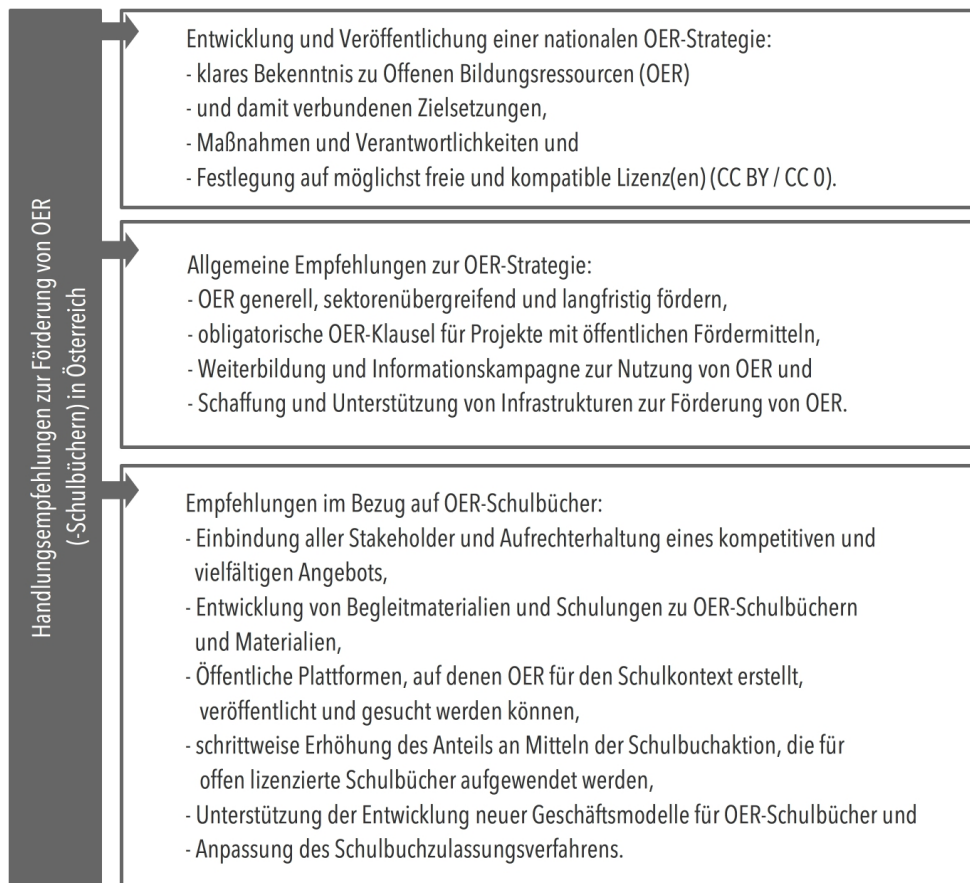 Handlungsempfehlungen zur Förderung von OER
(-Schulbüchern) in Österreich
Entwicklung und Veröffentlichung einer nationalen OER-Strategie:
- klares Bekenntnis zu Offenen Bildungsressourcen (OER)
- und damit verbundenen Zielsetzungen,
- Maßnahmen und Verantwortlichkeiten und
- Festlegung auf möglichst freie und kompatible Lizenz(en) (CC BY / CC 0).
Allgemeine Empfehlungen zur OER-Strategie:
- OER generell, sektorenübergreifend und langfristig fördern,
- obligatorische OER-Klausel für Projekte mit öffentlichen Fördermitteln,
- Weiterbildung und Informationskampagne zur Nutzung von OER und
- Schaffung und Unterstützung von Infrastrukturen zur Förderung von OER.
Empfehlungen im Bezug auf OER-Schulbücher:
- Einbindung aller Stakeholder und Aufrechterhaltung eines kompetitiven und
vielfältigen Angebots,
- Entwicklung von Begleitmaterialien und Schulungen zu OER-Schulbüchern
und Materialien,
- Öffentliche Plattformen, auf denen OER für den Schulkontext erstellt,
veröffentlicht und gesucht werden können,
- schrittweise Erhöhung des Anteils an Mitteln der Schulbuchaktion, die für
offen lizenzierte Schulbücher aufgewendet werden,
- Unterstützung der Entwicklung neuer Geschäftsmodelle für OER-Schulbücher und
- Anpassung des Schulbuchzulassungsverfahrens.